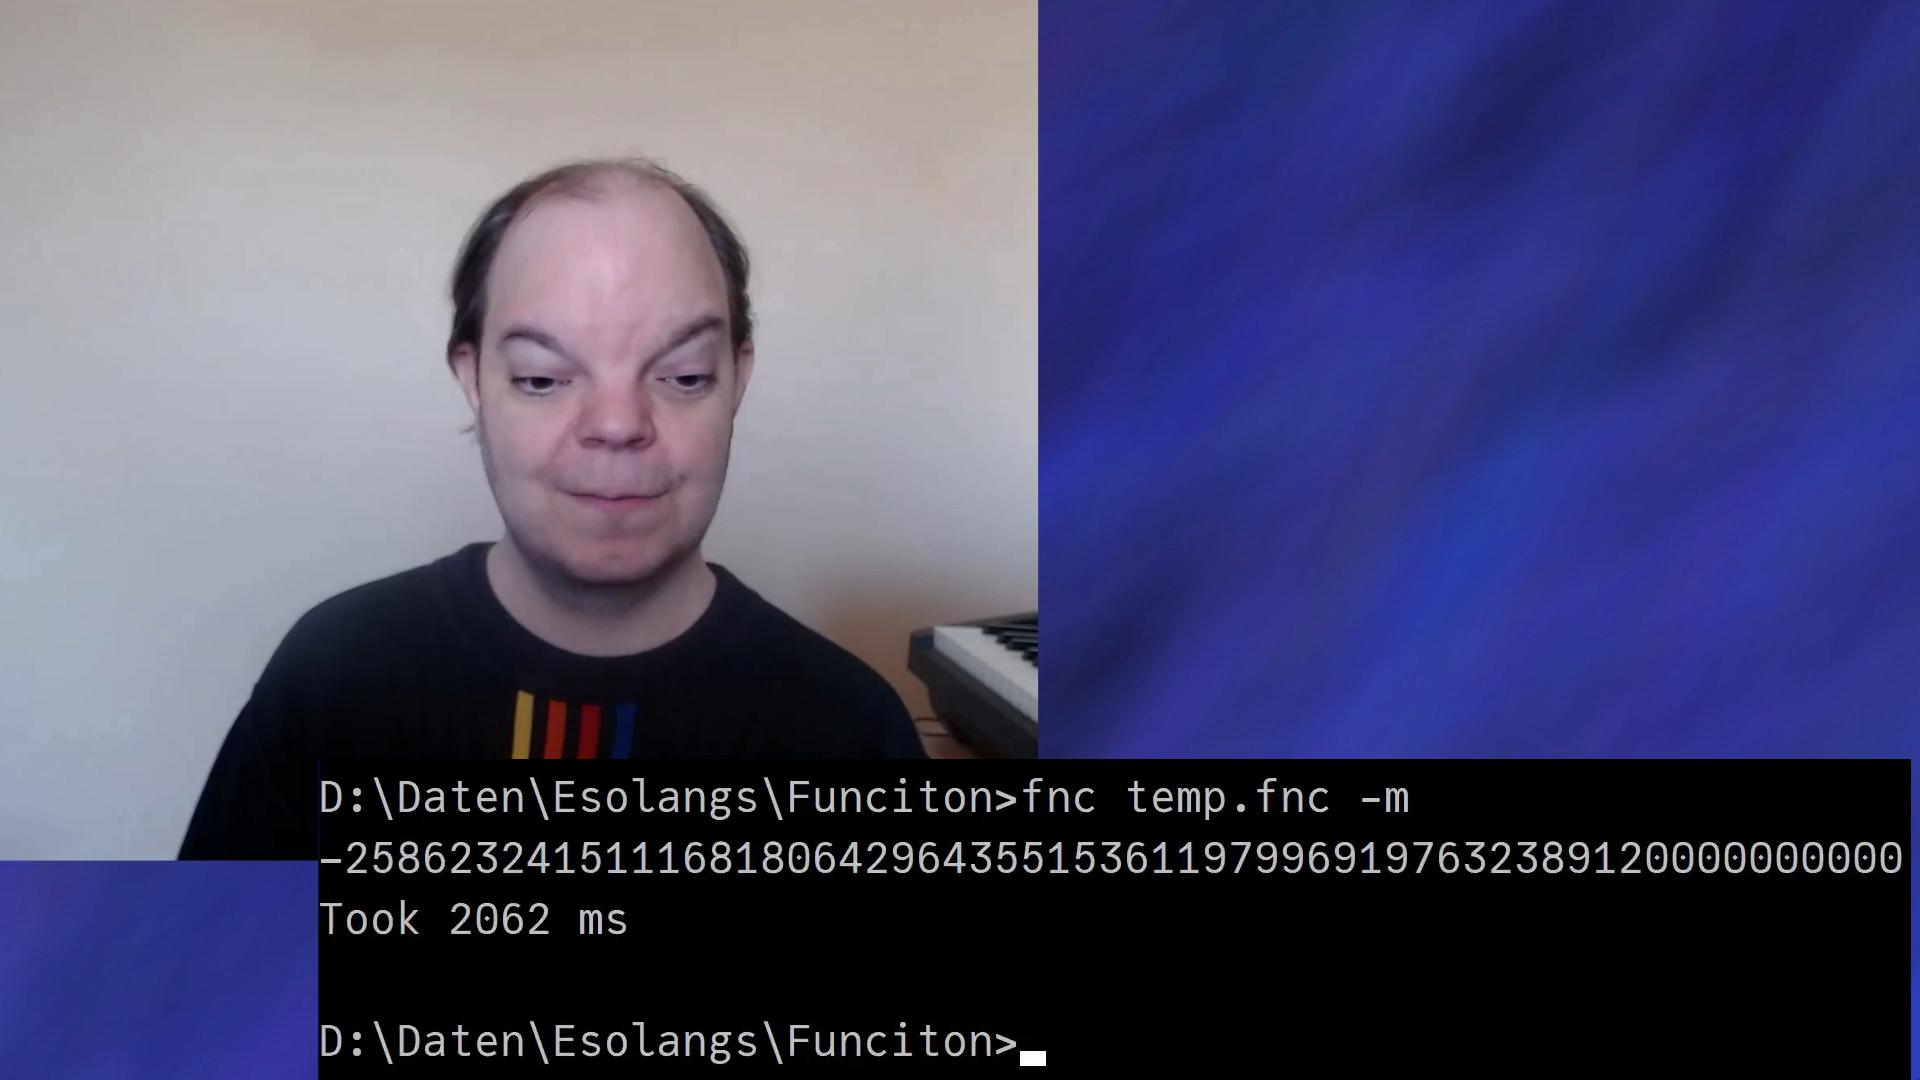 D:\Daten\Esolangs\Funciton>fnc temp.fnc -m
-2586232415111681806429643551536119799691976323891200000000000
Took 2062 ms
D:\Daten\Esolangs\Funciton>